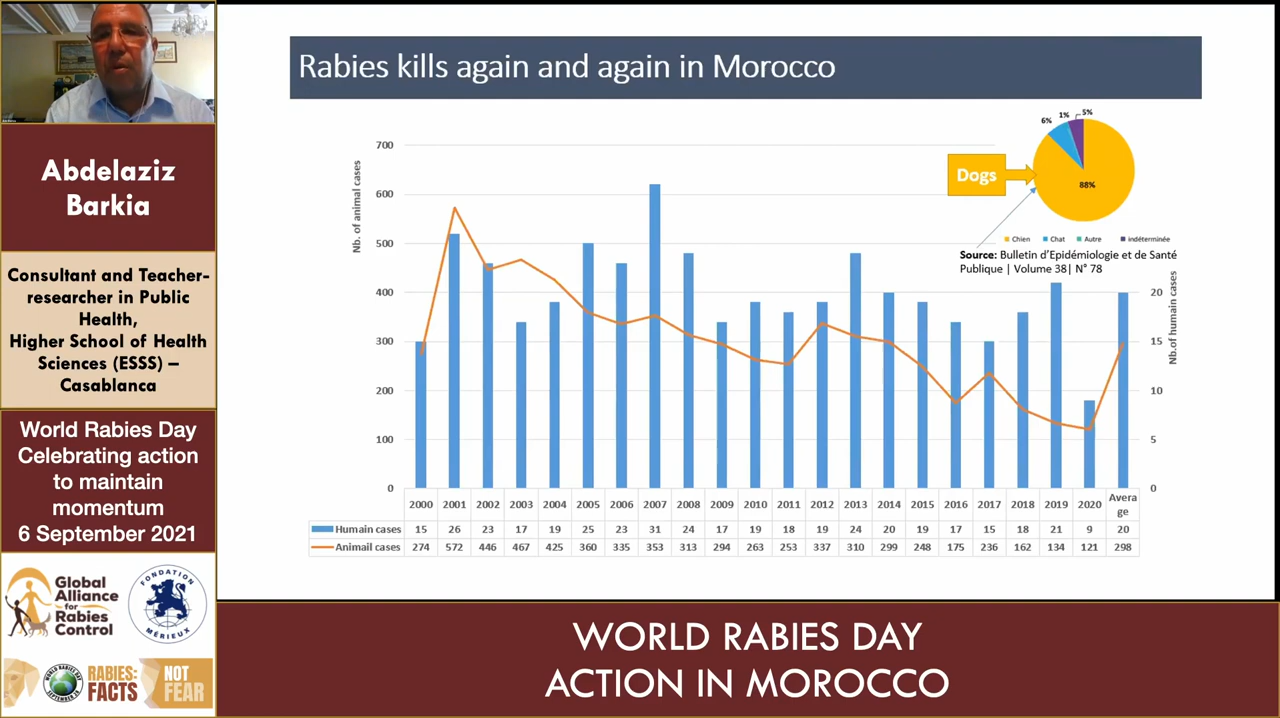 Rabies kills again and again in Morocco
Abdelaziz
Barkia
Consultant and Teacher-
researcher in Public
Health,
Higher School of Health
Sciences (ESSS) –
Casablanca
World Rabies Day
Celebrating action
to maintain
momentum
6 September 2021
Global
Alliance
for
Rabies
Control
FONDATION
MÉRIEUX
WORLD RABIES DAY
SEPTEMBER 28
RABIES:
FACTS
NOT
FEAR
Nb. of animal cases
700
600
500
400
300
200
100
0
6% 1% 5%
88%
Dogs
Chien Chat Autre indéterminée
Source: Bulletin d’Epidémiologie et de Santé
Publique | Volume 38| N° 78
Nb.of humain cases
20
15
10
5
0
2000 2001 2002 2003 2004 2005 2006 2007 2008 2009 2010 2011 2012 2013 2014 2015 2016 2017 2018 2019 2020 Avera
ge
Humain cases 15 26 23 17 19 25 23 31 24 17 19 18 19 24 20 19 17 15 18 21 9 20
Animail cases 274 572 446 467 425 360 335 353 313 294 263 253 337 310 299 248 175 236 162 134 121 298
WORLD RABIES DAY
ACTION IN MOROCCO